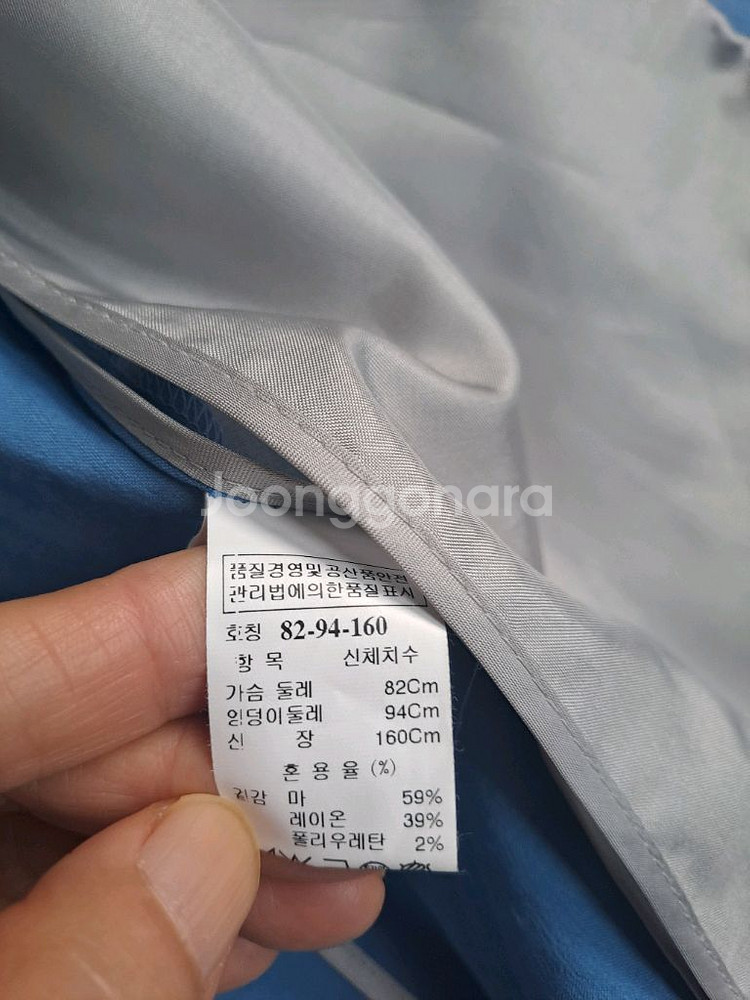 Joonggonara
품질경영및공산품안전
관리법에의한품질표시
호칭 82-94-160
항 목 신체치수
가슴 둘레 82Cm
엉덩이둘레 94Cm
신 장 160Cm
혼 용 율 (%)
겉감 마 59%
레이온 39%
폴리우레탄 2%